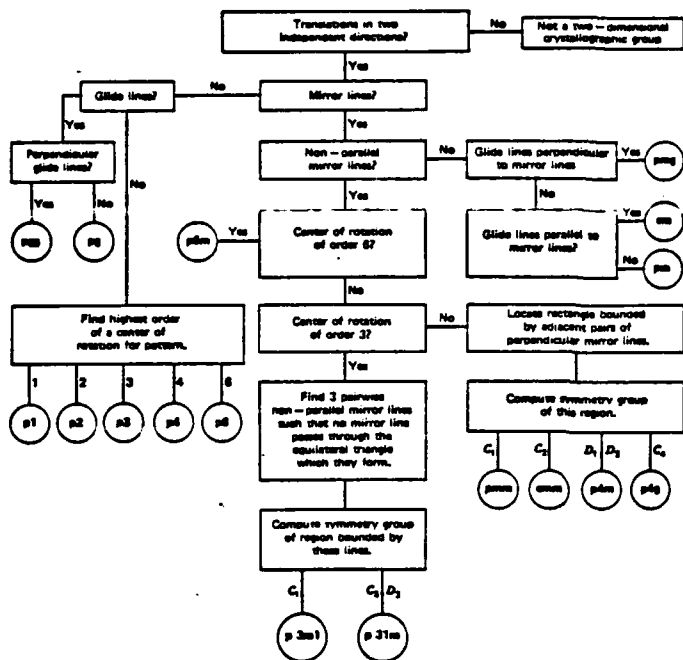 Translations in two
independent directions?
No
Not a two – dimensional
crystallographic group
Yes
Glide lines?
No
Mirror lines?
Yes
Yes
Perpendicular
glide lines?
No
Non – parallel
mirror lines?
No
Glide lines perpendicular
to mirror lines
Yes
pmg
Yes
No
Yes
No
pgg
pg
p6m
Yes
Center of rotation
of order 6?
Glide lines parallel to
mirror lines?
Yes
cm
No
pm
No
Find highest order
of a center of
rotation for pattern.
Center of rotation
of order 3?
No
Locate rectangle bounded
by adjacent pairs of
perpendicular mirror lines.
1
2
3
4
6
Yes
p1
p2
p3
p4
p6
Find 3 pairwise
non – parallel mirror lines
such that no mirror line
passes through the
equilateral triangle
which they form.
Compute symmetry group
of this region.
C₁
C₂
D₁
D₂
C₄
pmm
cmm
p4m
p4g
Compute symmetry group
of region bounded by
these lines.
C₁
C₃
p 3m1
p 31m